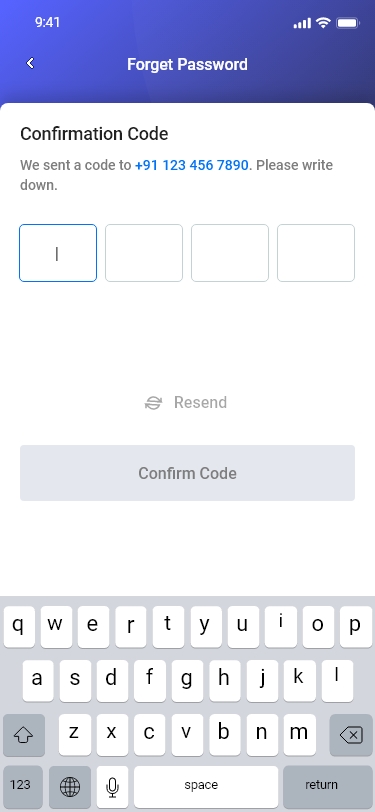 9:41
Forget Password
Confirmation Code
We sent a code to +91 123 456 7890. Please write
down.
Resend
Confirm Code
q w e r t y u i o p
a s d f g h j k l
z x c v b n m
123 space return